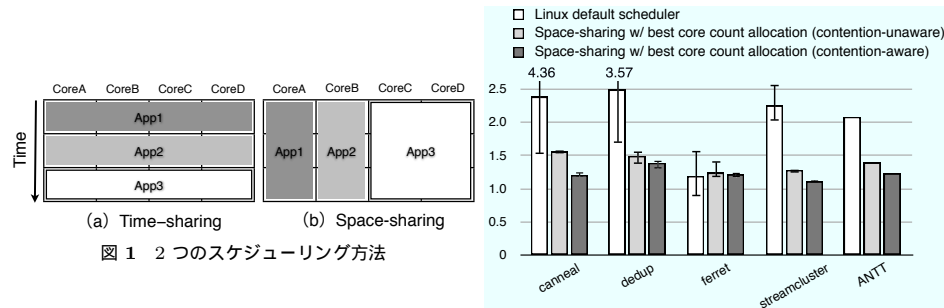 CoreA CoreB CoreC CoreD CoreA CoreB CoreC CoreD
Time
App1
App2
App3
App1 App2 App3
(a) Time–sharing
(b) Space-sharing
図 1 2 つのスケジューリング方法
Linux default scheduler
Space-sharing w/ best core count allocation (contention-unaware)
Space-sharing w/ best core count allocation (contention-aware)
4.36 3.57
2.5
2.0
1.5
1.0
0.5
0
canneal
dedup
ferret
streamcluster
ANTT